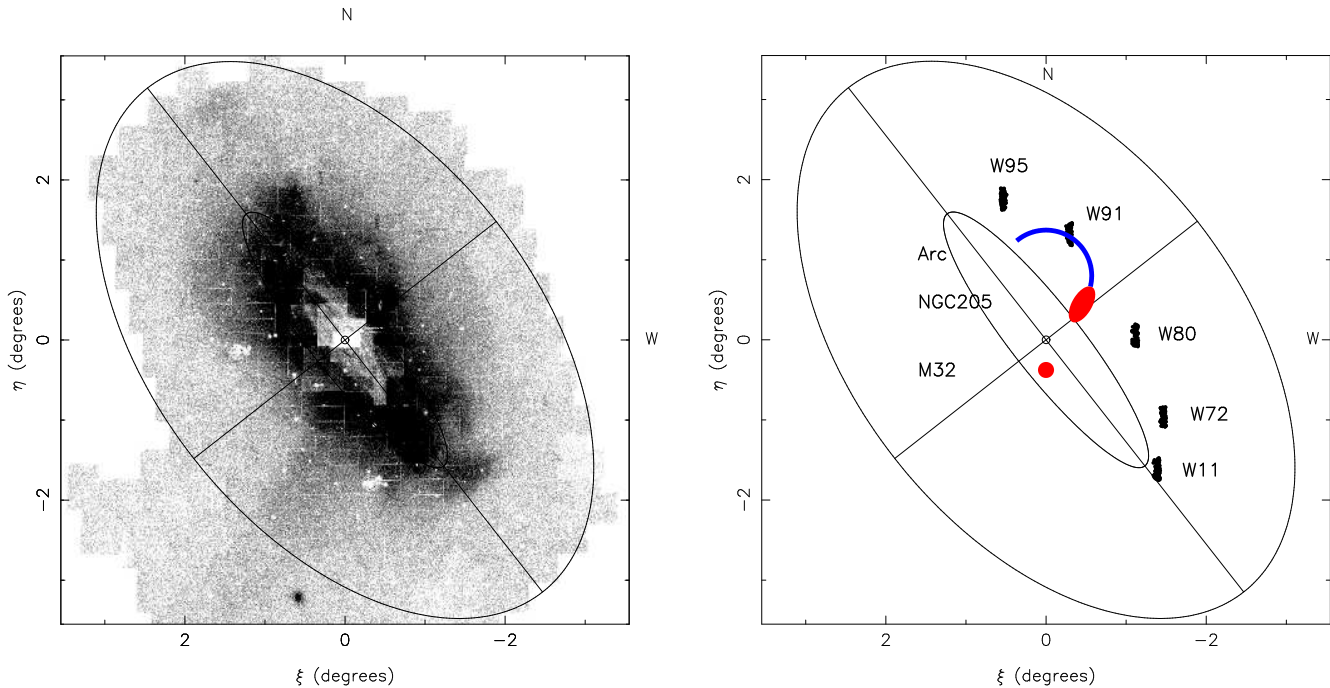 N
η (degrees)
2
0
−2
2
0
−2
ξ (degrees)
W
N
W95
W91
Arc
NGC205
W80
M32
W72
W11
W
η (degrees)
2
0
−2
2
0
−2
ξ (degrees)